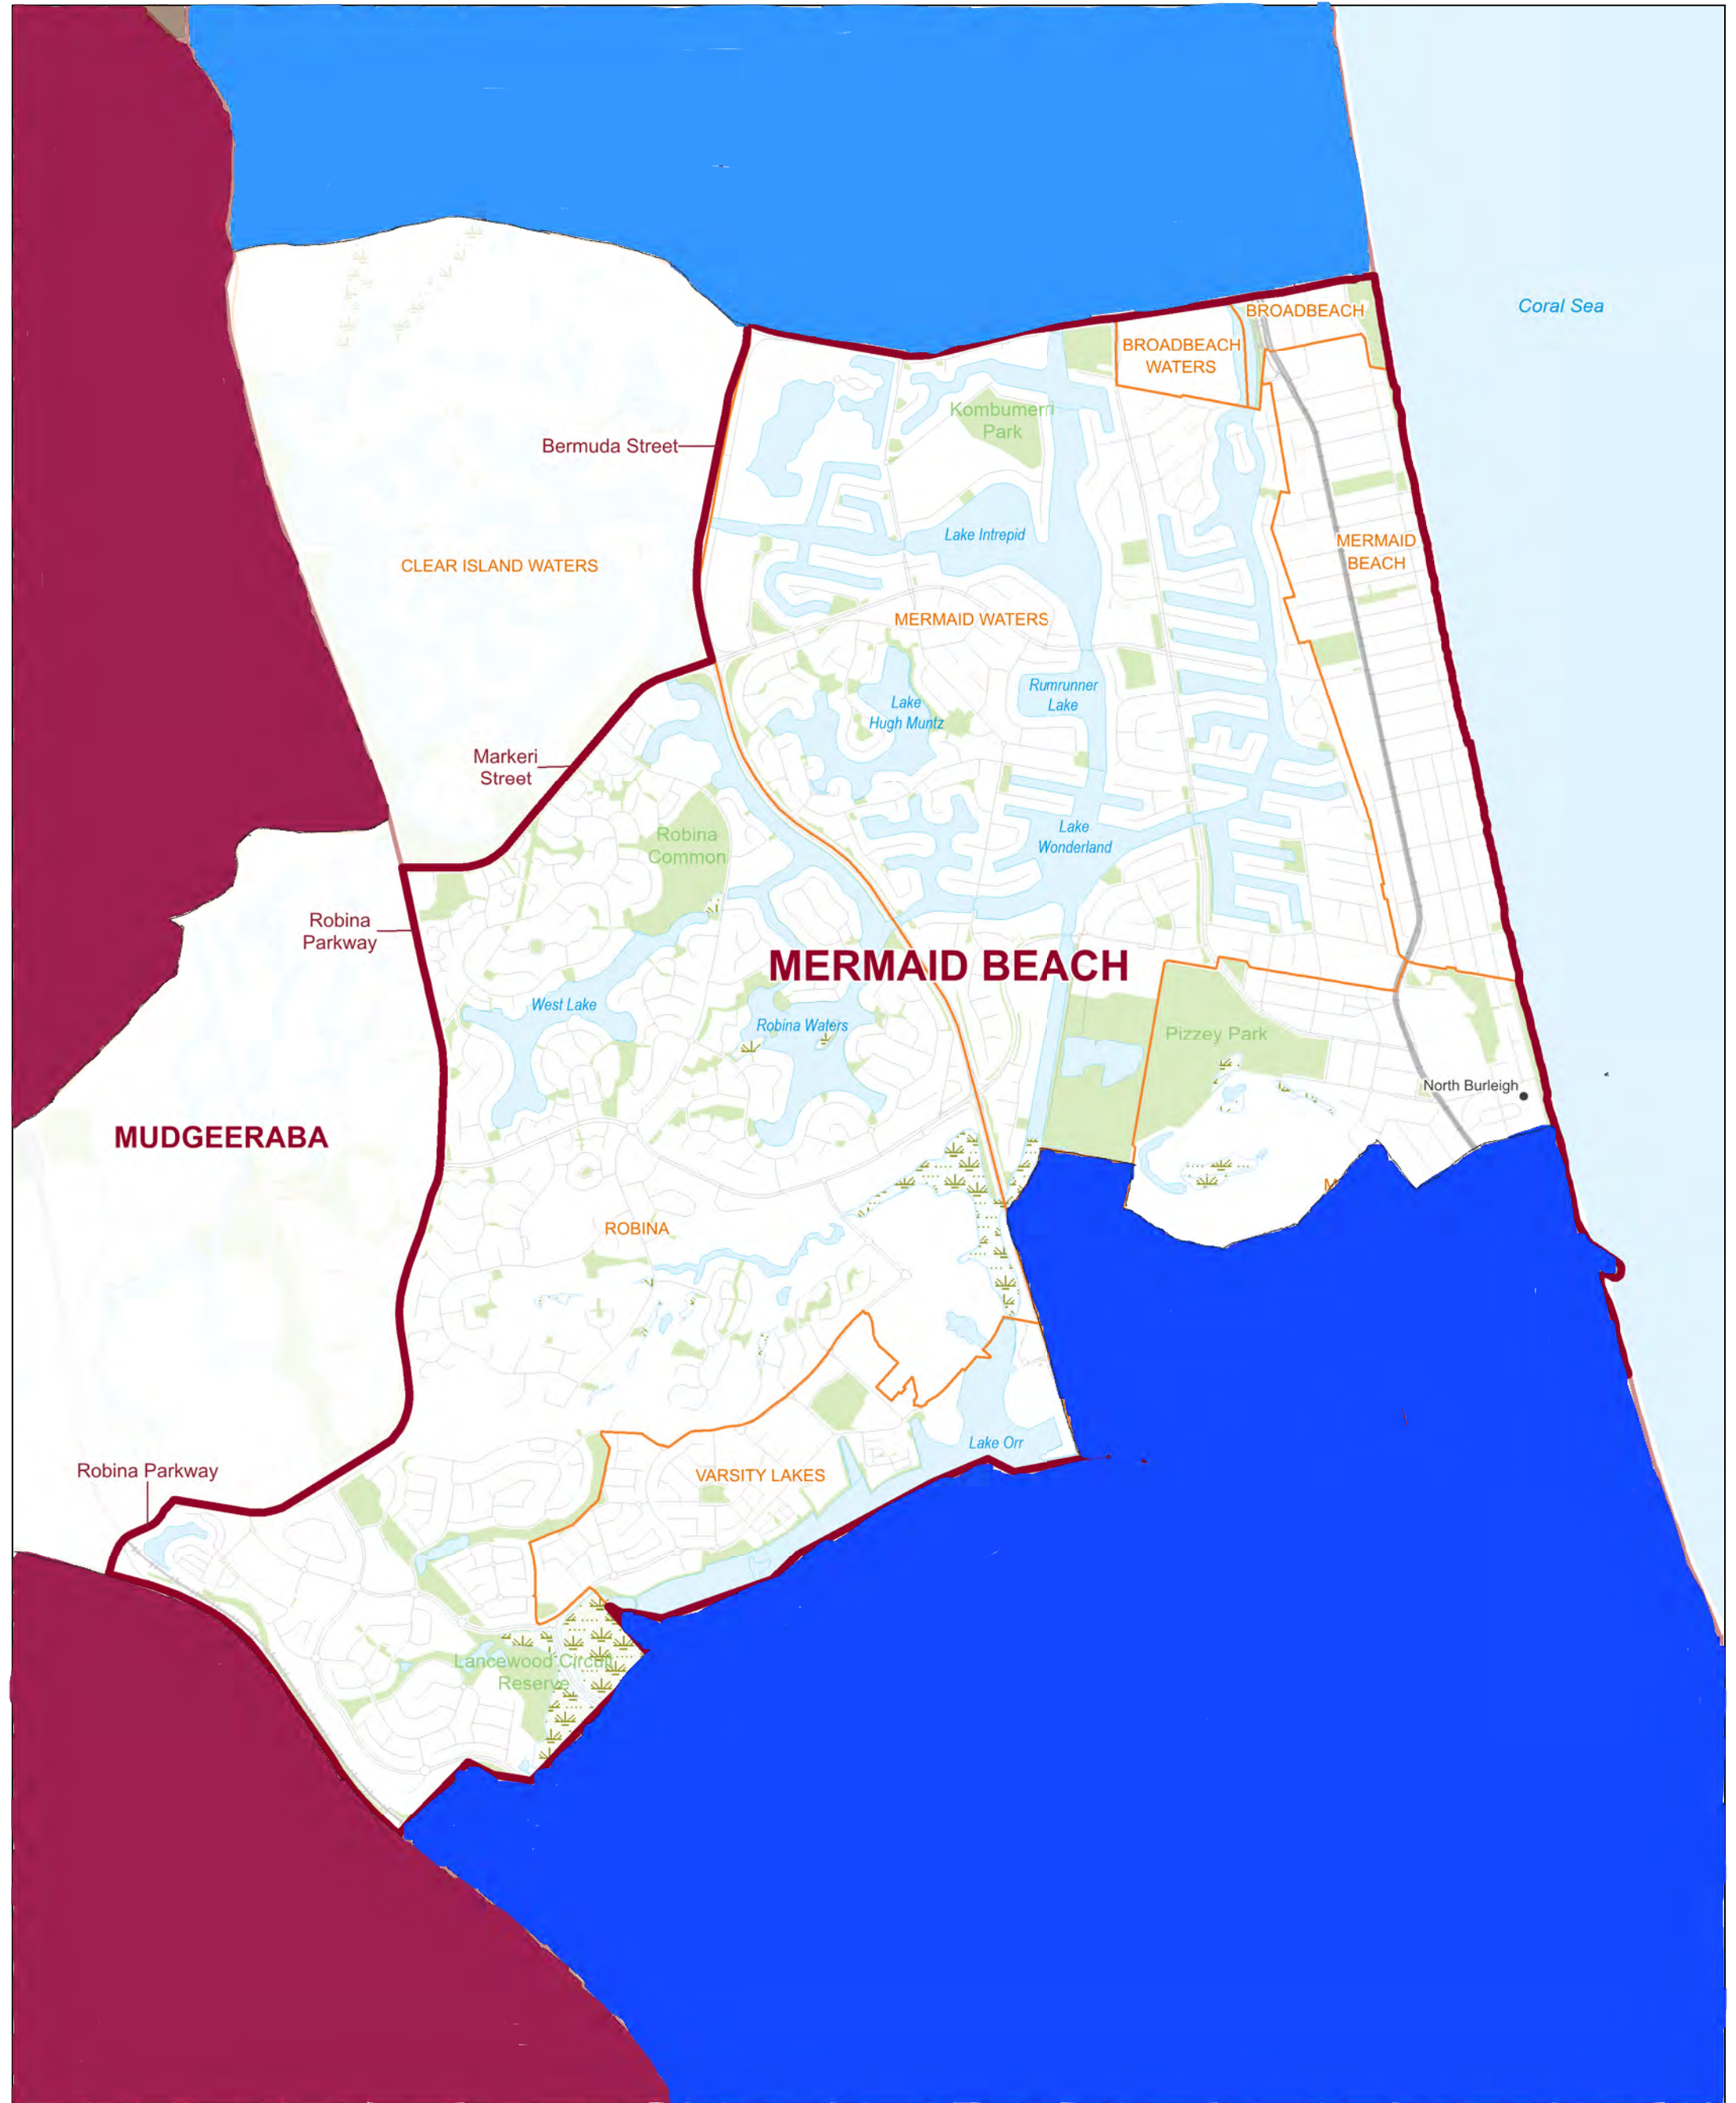 Coral Sea
BROADBEACH
BROADBEACH
WATERS
Kombumerri
Park
Bermuda Street
Lake Intrepid
MERMAID
BEACH
CLEAR ISLAND WATERS
MERMAID WATERS
Rumrunner
Lake
Lake
Hugh Muntz
Markeri
Street
Robina
Common
Lake
Wonderland
Robina
Parkway
MERMAID BEACH
West Lake
Robina Waters
Pizzey Park
North Burleigh
MUDGEERABA
M
ROBINA
Lake Orr
Robina Parkway
VARSITY LAKES
Lancewood Circuit
Reserve